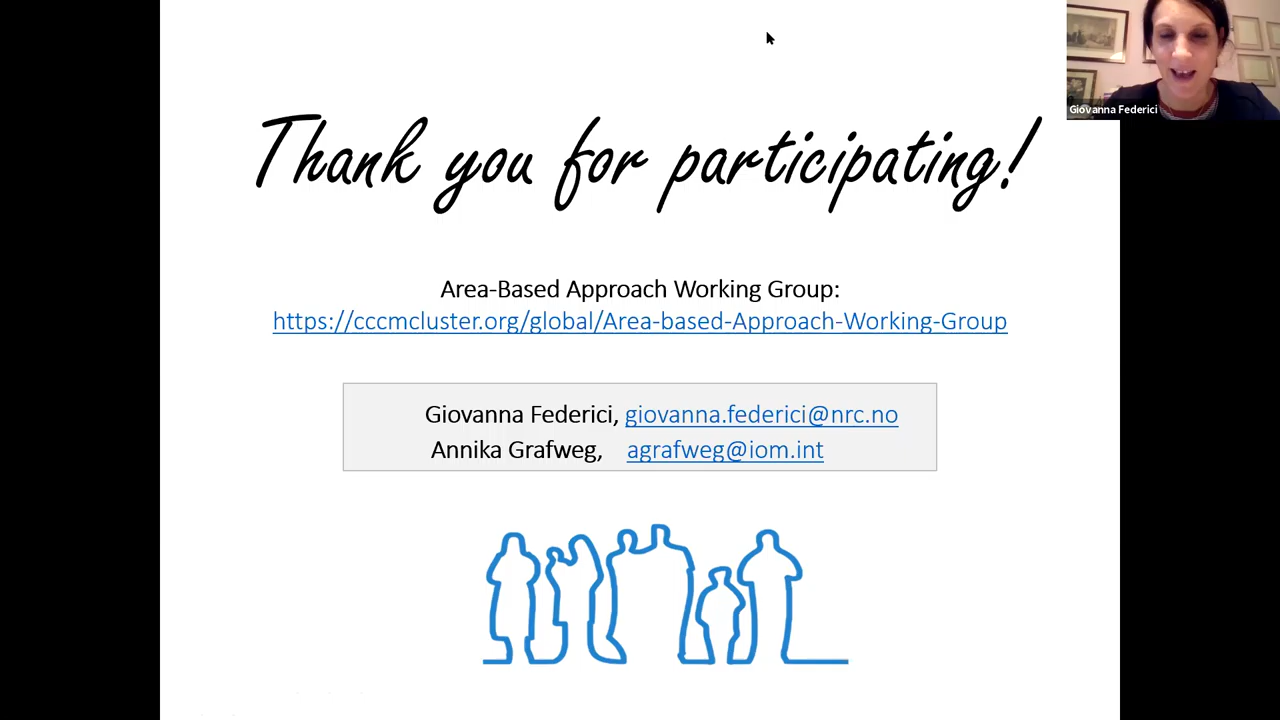 Giovanna Federici
Thank you for participating!
Area-Based Approach Working Group:
https://cccmcluster.org/global/Area-based-Approach-Working-Group
Giovanna Federici, giovanna.federici@nrc.no
Annika Grafweg, agrafweg@iom.int